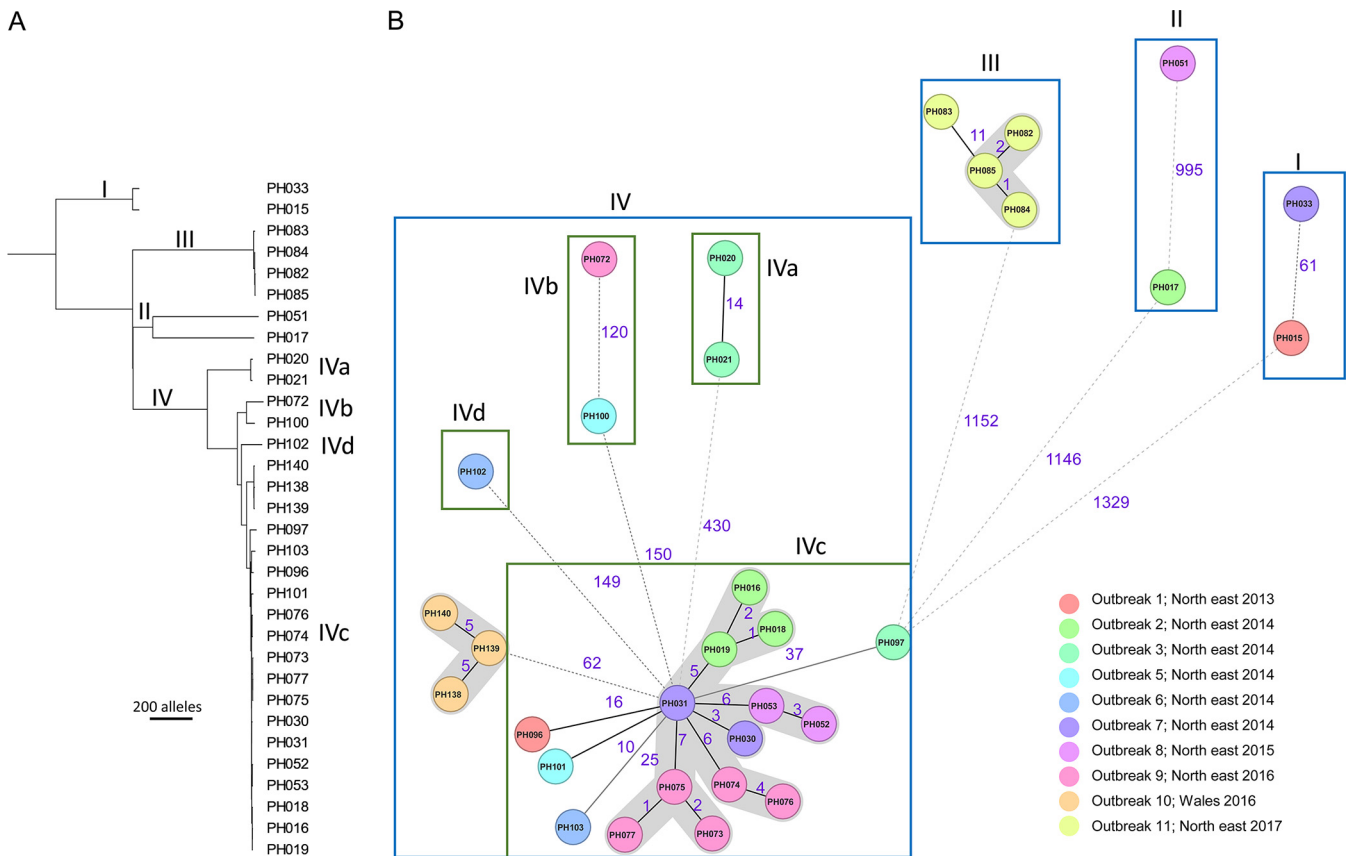 A
I
PH033
PH015
III
PH083
PH084
PH082
PH085
II
PH051
PH017
PH020
IVa
PH021
IV
PH072
IVb
PH100
PH102
IVd
PH140
PH138
PH139
PH097
PH103
PH096
PH101
PH076
PH074
IVc
PH073
PH077
PH075
PH030
PH031
PH052
PH053
PH018
PH016
PH019
200 alleles
B
II
PH051
995
PH017
III
PH083
11
PH082
2
PH085
1
PH084
I
PH033
61
PH015
IV
IVb
PH072
120
PH100
IVa
PH020
14
PH021
IVd
PH102
1152
1146
1329
430
150
149
IVc
PH140
5
PH139
5
PH138
62
PH016
2
PH018
1
PH019
37
PH097
5
PH031
6
PH053
3
PH052
3
PH030
16
PH096
10
PH101
25
PH103
7
6
PH075
1
2
PH077
PH073
PH074
4
PH076
Outbreak 1; North east 2013
Outbreak 2; North east 2014
Outbreak 3; North east 2014
Outbreak 5; North east 2014
Outbreak 6; North east 2014
Outbreak 7; North east 2014
Outbreak 8; North east 2015
Outbreak 9; North east 2016
Outbreak 10; Wales 2016
Outbreak 11; North east 2017